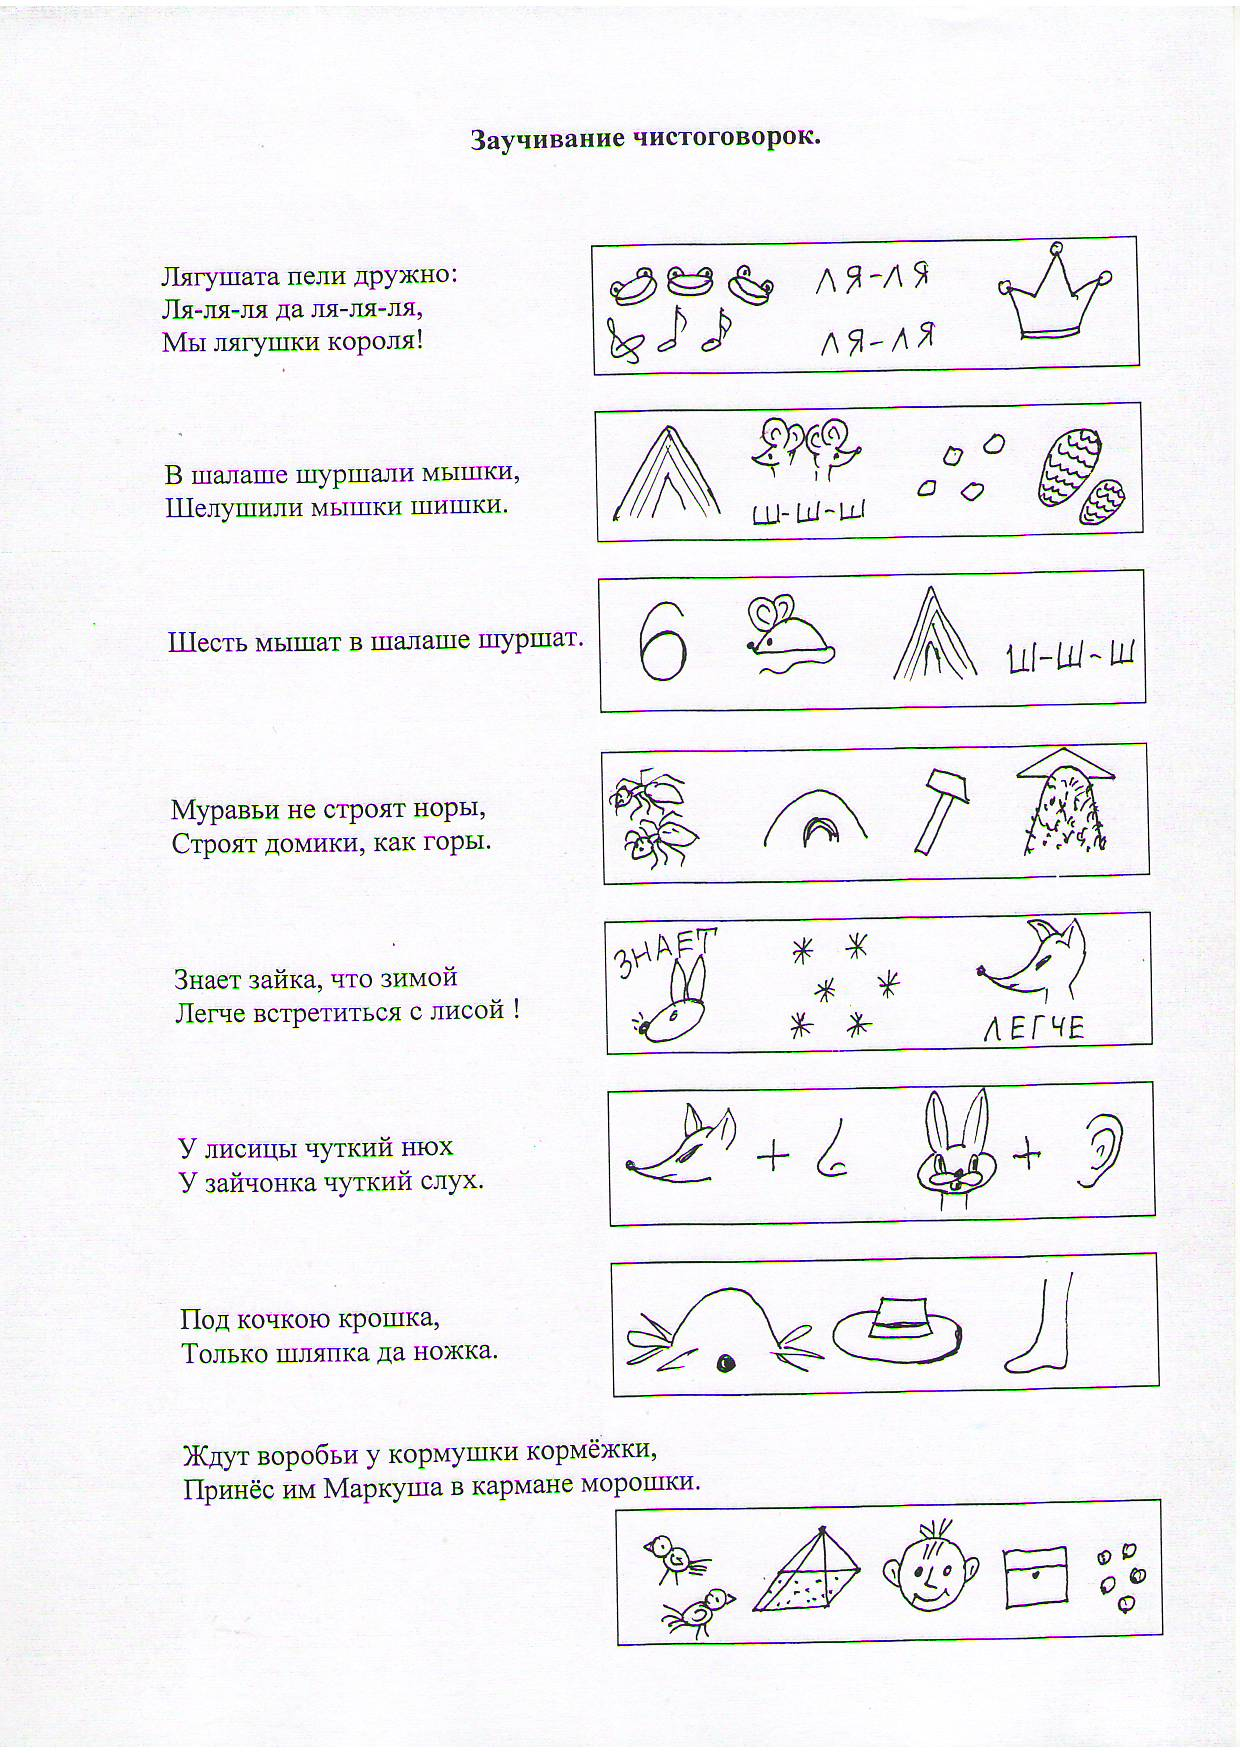 Заучивание чистоговорок.
Лягушата пели дружно:
Ля-ля-ля да ля-ля-ля,
Мы лягушки короля!
ЛЯ-ЛЯ
ЛЯ-ЛЯ
В шалаше шуршали мышки,
Шелушили мышки шишки.
Ш-Ш-Ш
Шесть мышат в шалаше шуршат.
6
Ш-Ш-Ш
Муравьи не строят норы,
Строят домики, как горы.
Знает зайка, что зимой
Легче встретиться с лисой !
ЗНАЕТ
ЛЕГЧЕ
У лисицы чуткий нюх
У зайчонка чуткий слух.
+ +
Под кочкою крошка,
Только шляпка да ножка.
Ждут воробьи у кормушки кормёжки,
Принёс им Маркуша в кармане морошки.